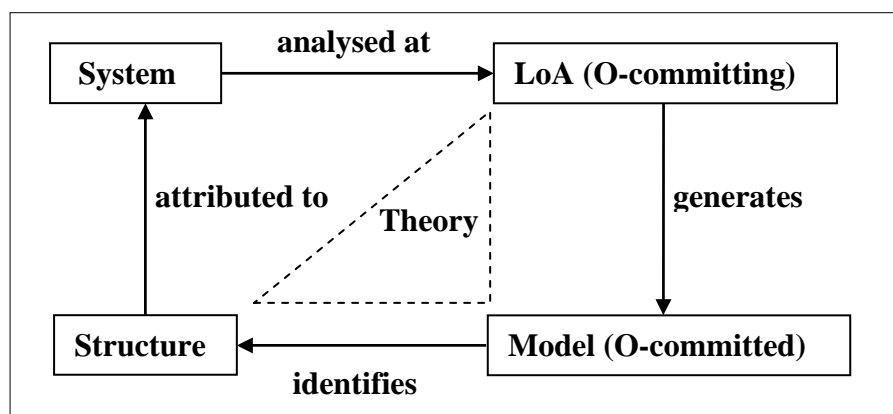 analysed at
System
LoA (O-committing)
attributed to
Theory
generates
Structure
Model (O-committed)
identifies